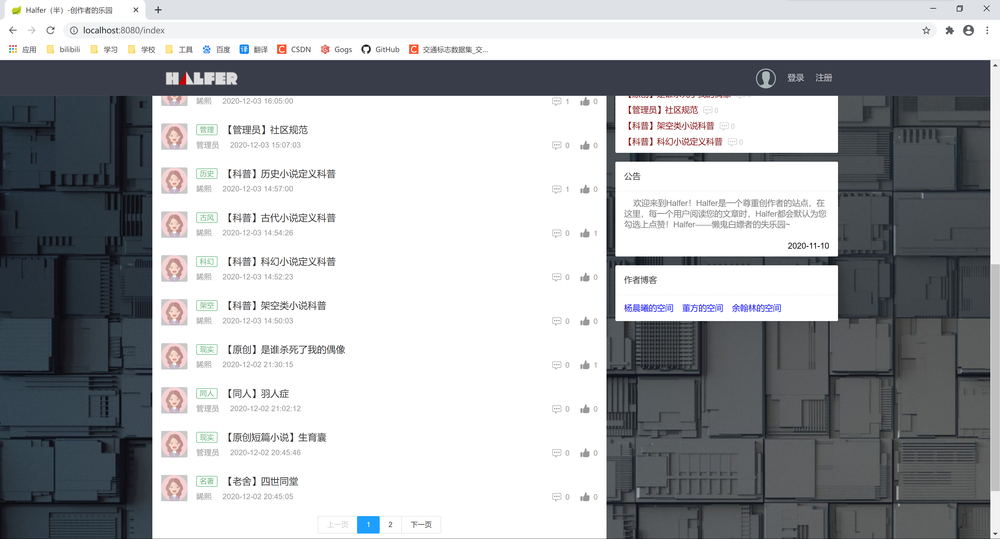 Halfer（半）-创作者的乐园
localhost:8080/index
应用 bilibili 学习 学校 工具 百度 译 翻译 C CSDN Gogs GitHub C 交通标志数据集_交...
HALFER
登录 注册
睎熙 2020-12-03 16:05:00 1 0
管理 【管理员】社区规范
管理员 2020-12-03 15:07:03 0 0
历史 【科普】历史小说定义科普
睎熙 2020-12-03 14:57:00 1 0
古风 【科普】古代小说定义科普
睎熙 2020-12-03 14:54:26 0 1
科幻 【科普】科幻小说定义科普
睎熙 2020-12-03 14:52:23 0 0
架空 【科普】架空类小说科普
睎熙 2020-12-03 14:50:03 0 0
现实 【原创】是谁杀死了我的偶像
睎熙 2020-12-02 21:30:15 0 1
同人 【同人】羽人症
管理员 2020-12-02 21:02:12 0 0
现实 【原创短篇小说】生育囊
管理员 2020-12-02 20:45:46 0 0
名著 【老舍】四世同堂
睎熙 2020-12-02 20:45:05 0 0
上一页 1 2 下一页
【原创】是谁杀死了我的偶像 0
【管理员】社区规范 0
【科普】架空类小说科普 0
【科普】科幻小说定义科普 0
公告
欢迎来到Halfer！Halfer是一个尊重创作者的站点，在
这里，每一个用户阅读您的文章时，Halfer都会默认为您
勾选上点赞！Halfer——懒鬼白嫖者的失乐园~
2020-11-10
作者博客
杨晨曦的空间 董方的空间 余翰林的空间